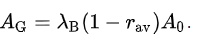 A_G = λ_B(1 − r_av)A_0.